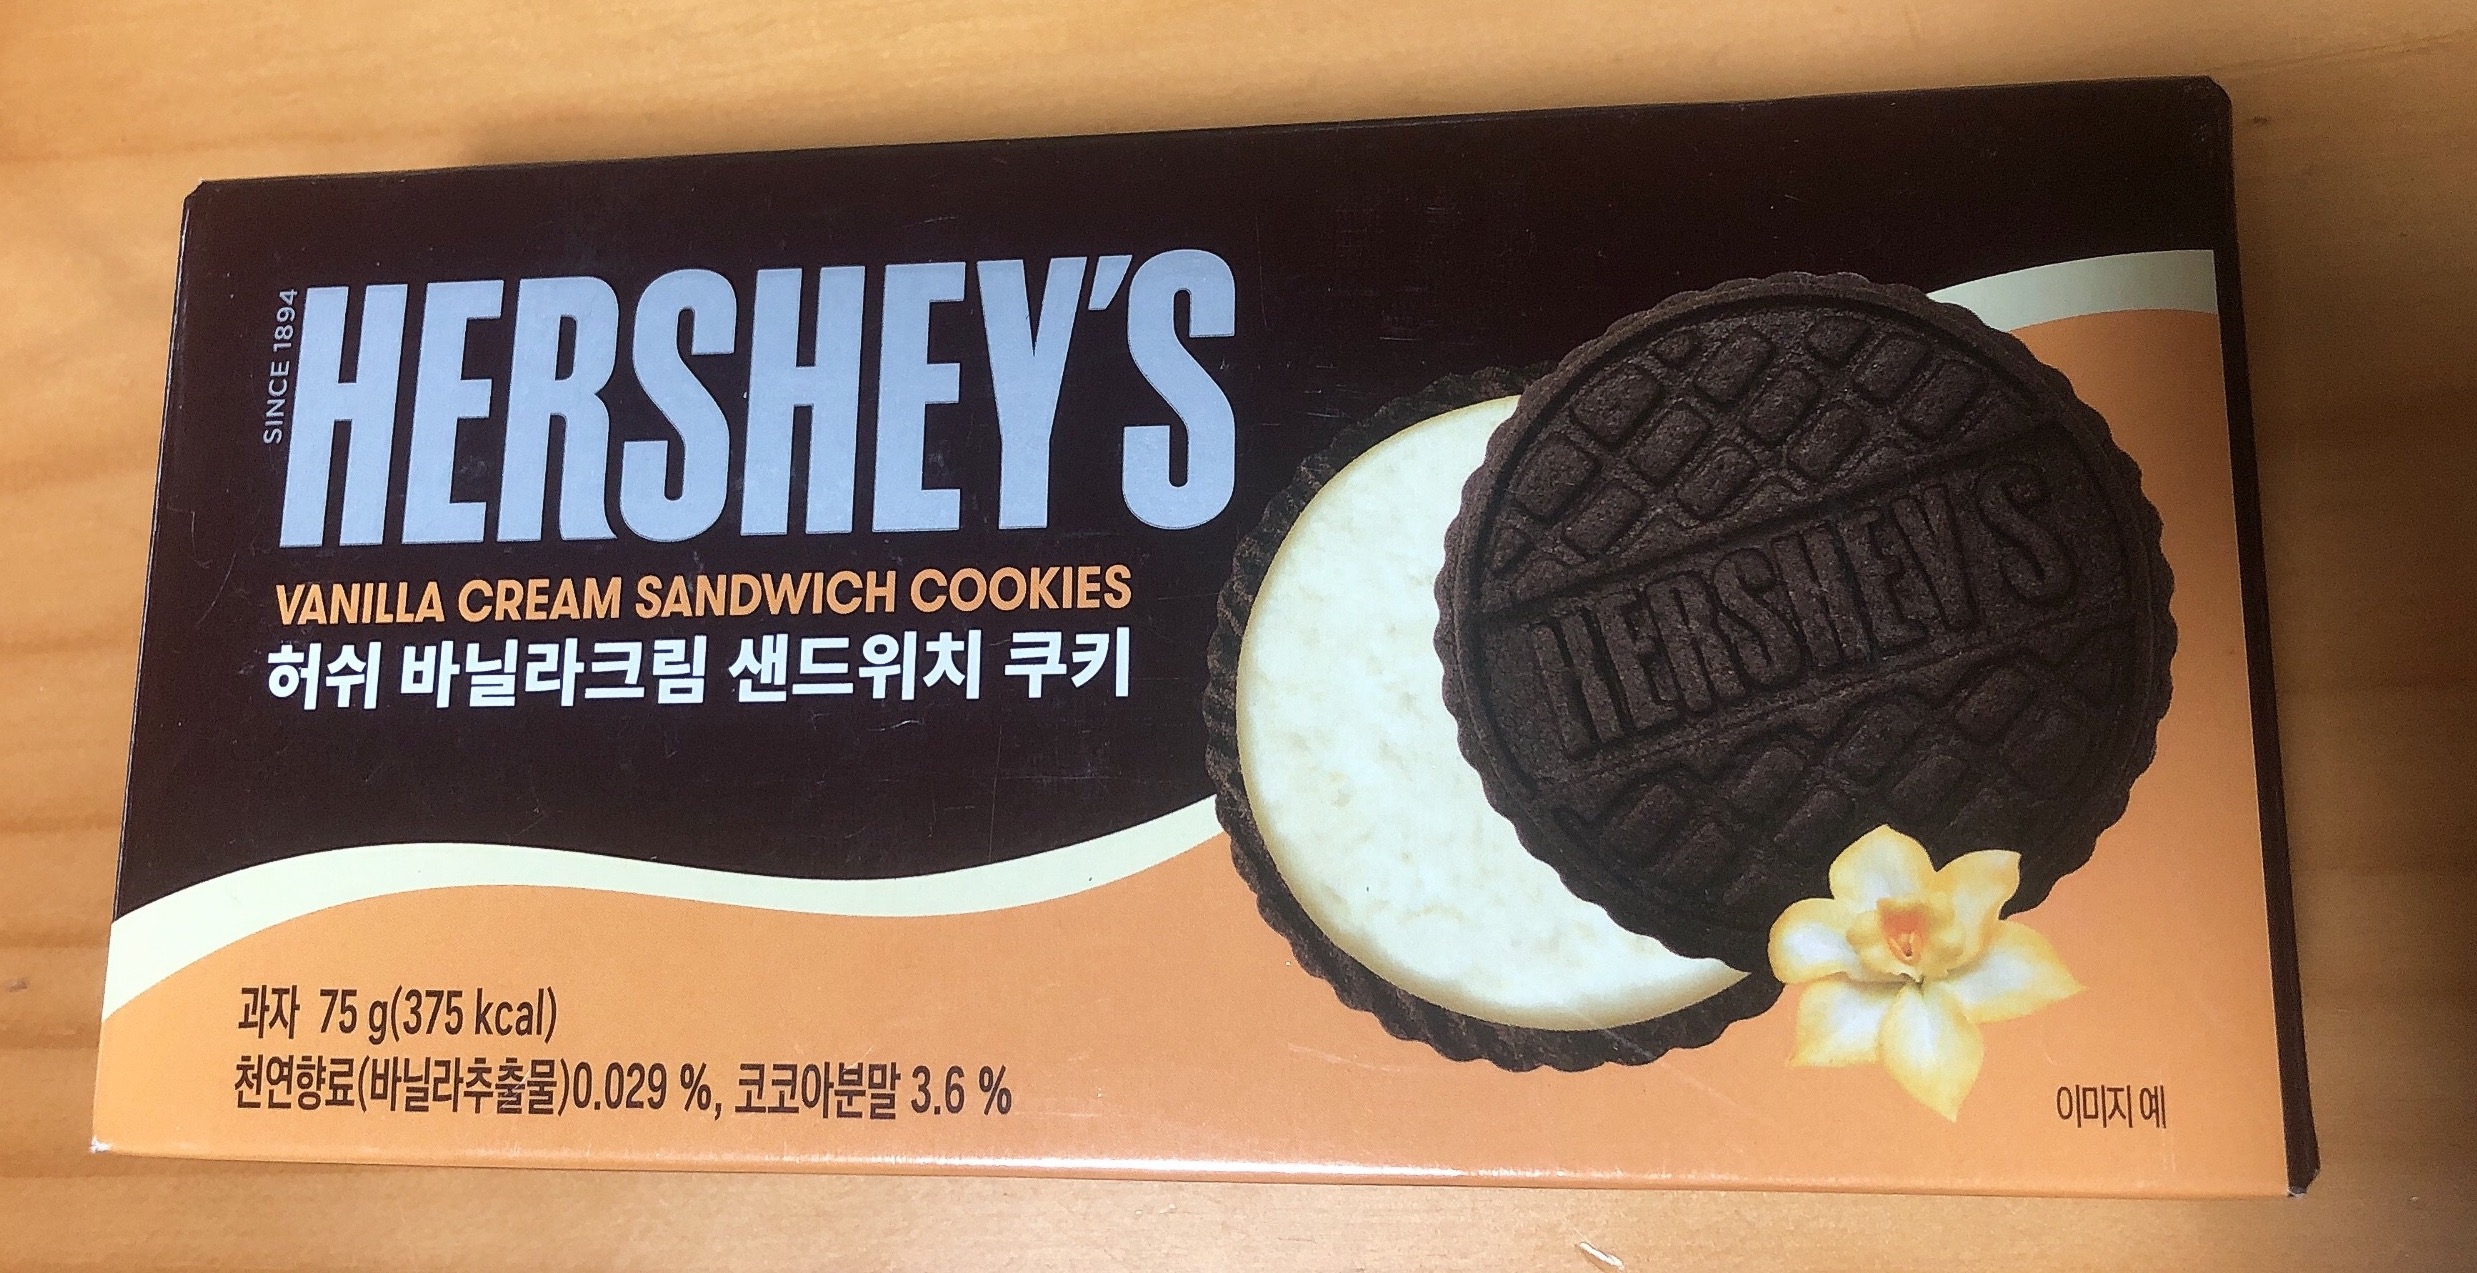 SINCE 1894
HERSHEY'S
VANILLA CREAM SANDWICH COOKIES
허쉬 바닐라크림 샌드위치 쿠키
HERSHEY'S
과자 75 g(375 kcal)
천연향료(바닐라추출물)0.029 %, 코코아분말 3.6 %
이미지 예